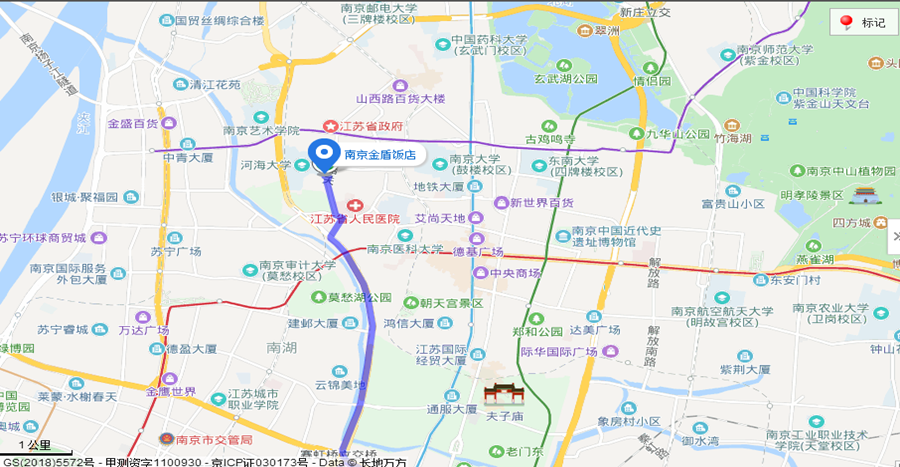 南京邮电大学
(三牌楼校区)
新庄立交
国贸丝绸综合楼
标记
翠洲
中国药科大学
(玄武门校区)
南京师范大学
(紫金校区)
南京扬子江隧道
玄武湖公园
情侣园
清江花苑
山西路百货大楼
中国科学院
紫金山天文台
金盛百货
南京艺术学院
江苏省政府
古鸡鸣寺
九华山公园
竹海
中青大厦
南京金盾饭店
河海大学
南京大学
(鼓楼校区)
东南大学
(四牌楼校区)
南京中山植物园
地铁大厦
银城·聚福园
新世界百货
富贵山小区
明孝陵景区
江苏省人民医院
艾尚天地
四方城
苏宁环球商贸城
苏宁广场
南京医科大学
德基广场
南京中国近代史
遗址博物馆
燕雀湖
南京国际服务
外包大厦
南京审计大学
(莫愁校区)
中央商场
解放路
东安门村
莫愁湖公园
朝天宫景区
南京航空航天大学
(明故宫校区)
南京农业大学
(卫岗校区)
苏宁睿城
万达广场
建邮大厦
鸿信大厦
郑和公园
达美广场
解放南路
绿博园
德盈大厦
南湖
江苏国际
经贸大厦
际华国际广场
钟山
紫荆大厦
莱蒙·水榭春天
金鹰世界
云锦美地
江苏城市
职业学院
通服大厦
夫子庙
象房村小区
御水湾
南京工业职业技术
学院(天堂校区)
南京市交管局
老门东
1 公里
赛虹桥立交桥
GS(2018)5572号 - 甲测资字1100930 - 京ICP证030173号 - Data © 长地万方